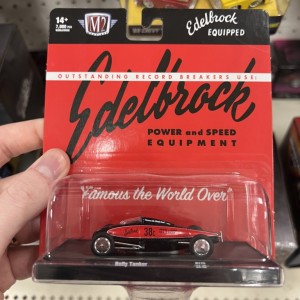 14+
M2
Edelbrock
EQUIPPED
OUTSTANDING RECORD BREAKERS USE:
Edelbrock
POWER and SPEED
EQUIPMENT
"Famous the World Over"
38c
Belly Tanker